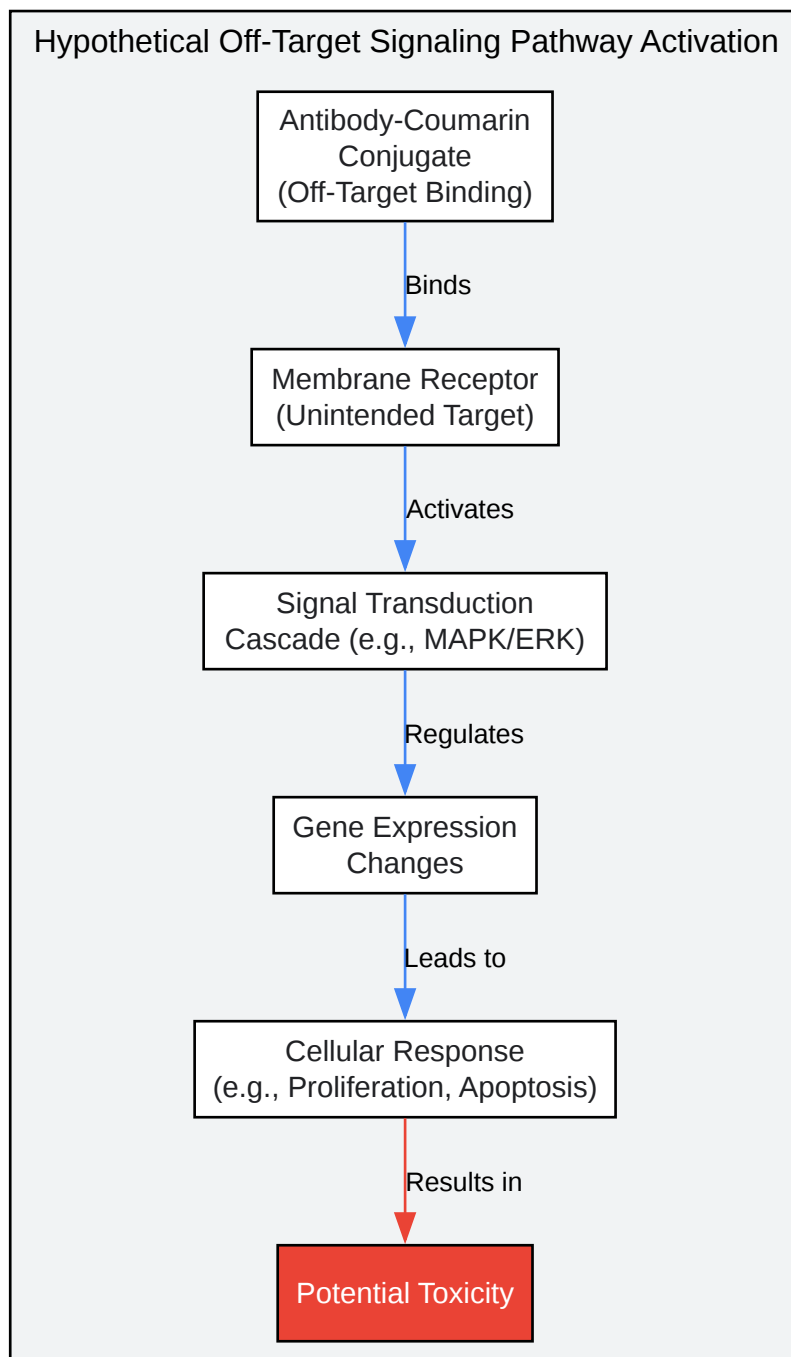 Hypothetical Off-Target Signaling Pathway Activation
Antibody-Coumarin
Conjugate
(Off-Target Binding)
Binds
Membrane Receptor
(Unintended Target)
Activates
Signal Transduction
Cascade (e.g., MAPK/ERK)
Regulates
Gene Expression
Changes
Leads to
Cellular Response
(e.g., Proliferation, Apoptosis)
Results in
Potential Toxicity